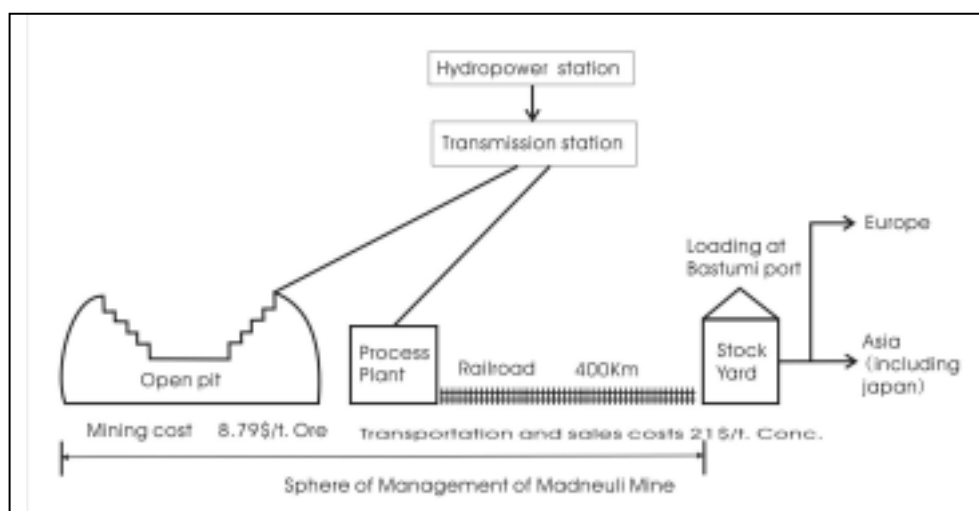 Hydropower station
Transmission station
Europe
Loading at
Bastumi port
Process
Plant
Railroad 400Km
Stock
Yard
Asia
(including
japan)
Open pit
Mining cost 8.79$/t. Ore
Transportation and sales costs 21$/t. Conc.
Sphere of Management of Madneuli Mine